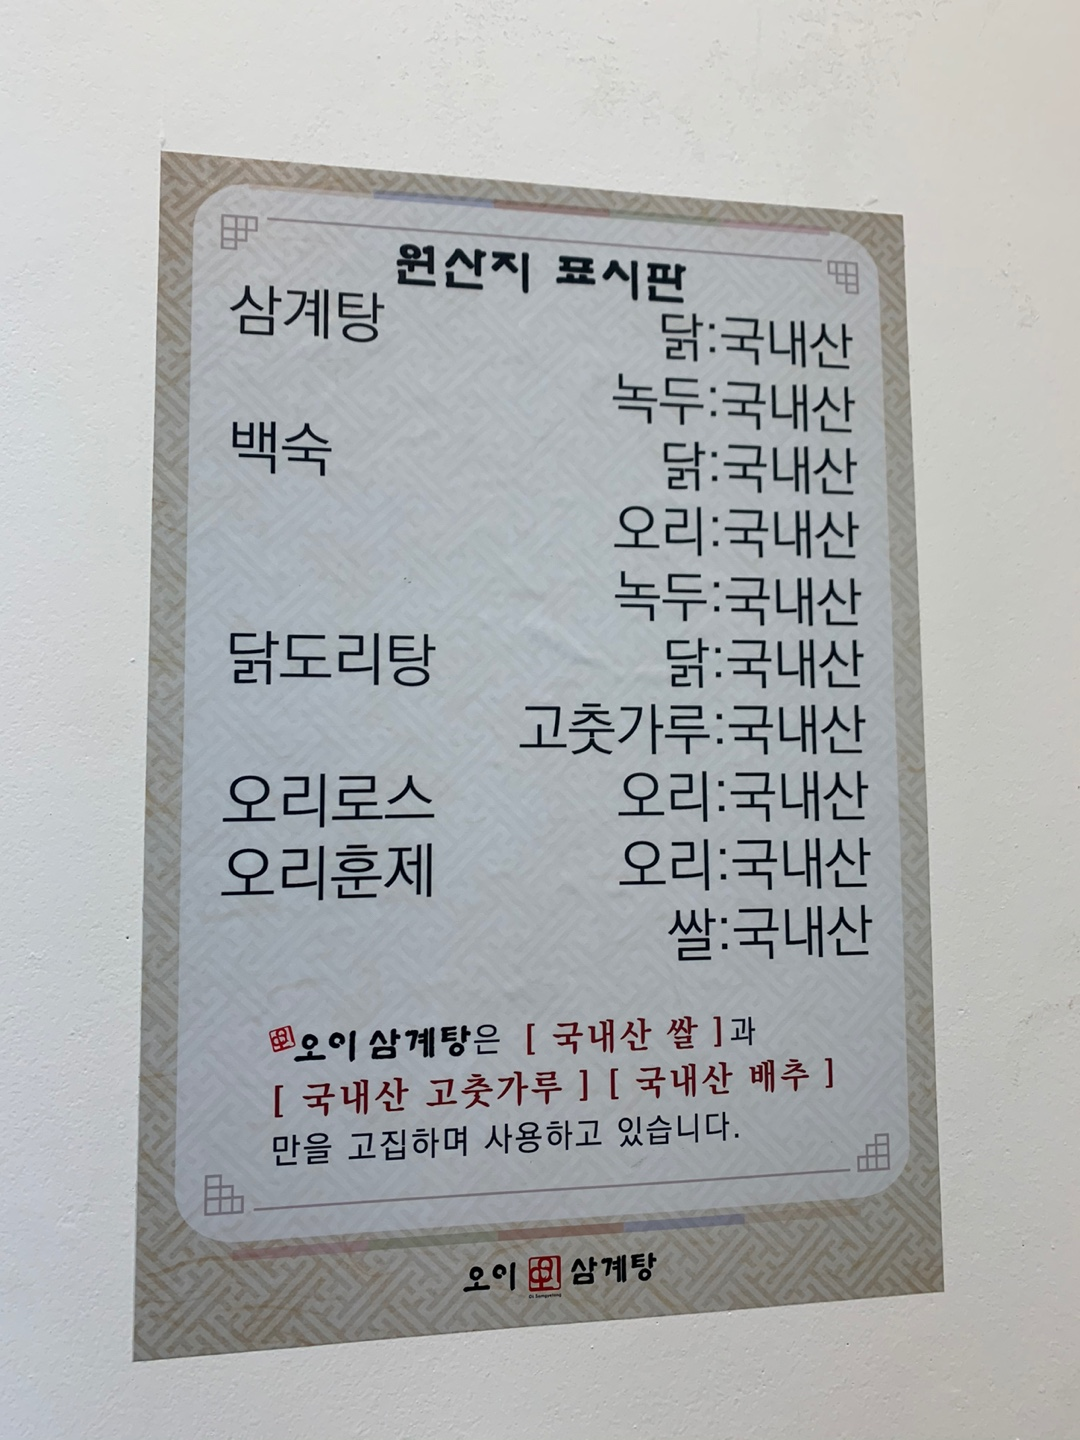 원산지 표시판
삼계탕 닭:국내산
녹두:국내산
백숙 닭:국내산
오리:국내산
녹두:국내산
닭도리탕 닭:국내산
고춧가루:국내산
오리로스 오리:국내산
오리훈제 오리:국내산
쌀:국내산
오이 삼계탕은 [ 국내산 쌀 ]과
[ 국내산 고춧가루 ] [ 국내산 배추 ]
만을 고집하며 사용하고 있습니다.
오이 삼계탕